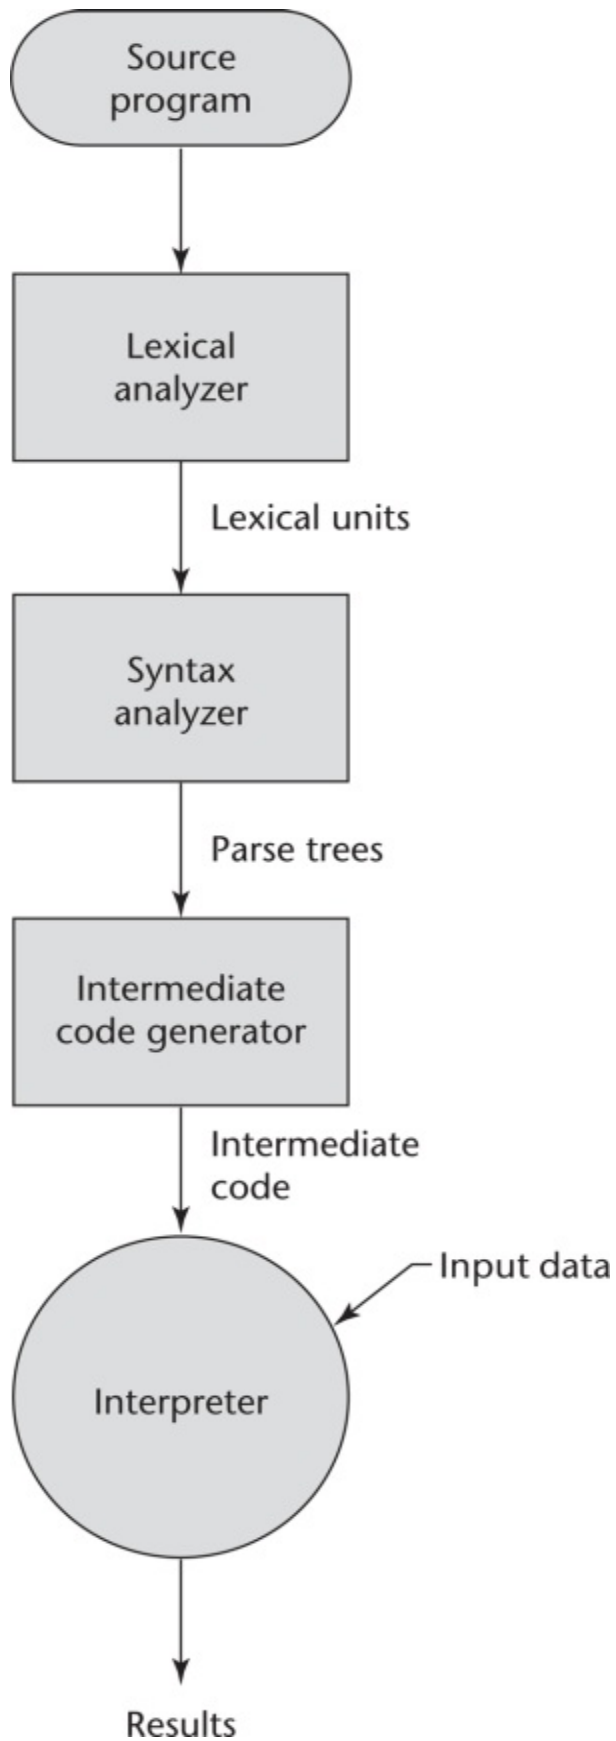 Source
program
Lexical
analyzer
Lexical units
Syntax
analyzer
Parse trees
Intermediate
code generator
Intermediate
code
Input data
Interpreter
Results